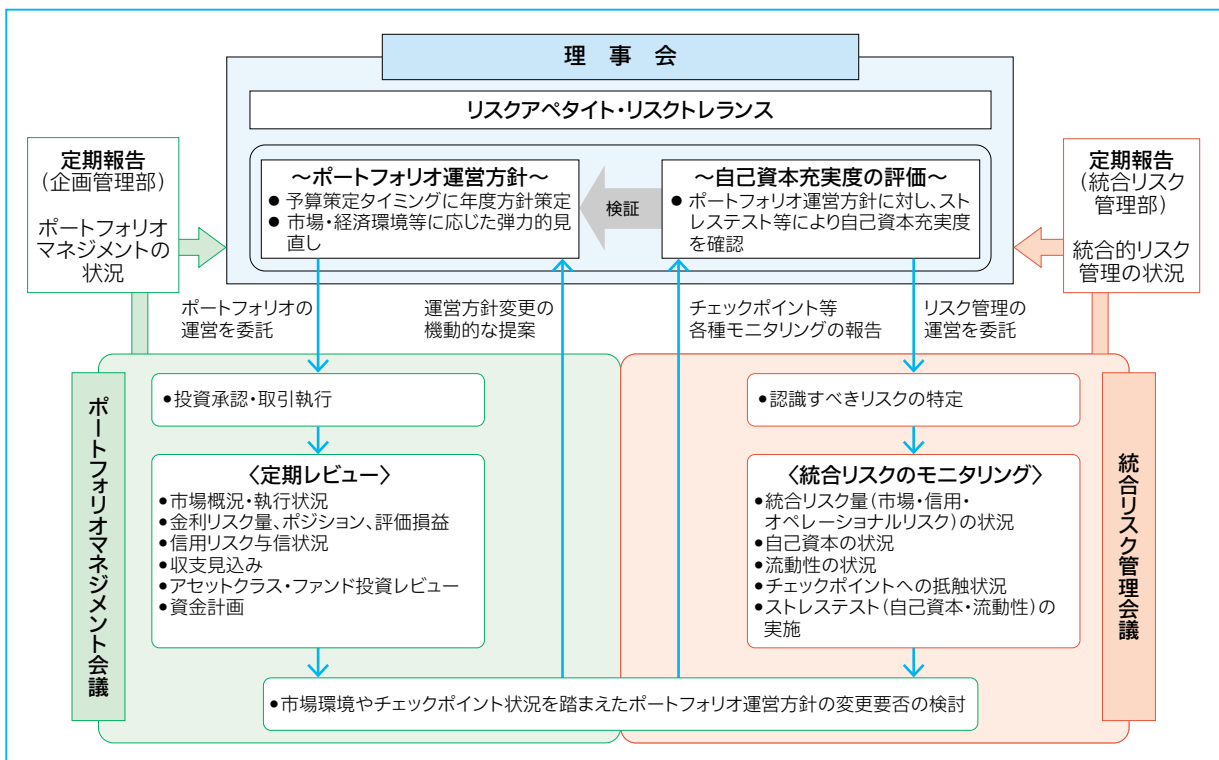 理 事 会
リスクアペタイト・リスクトレランス
定期報告
(企画管理部)
ポートフォリオ
マネジメントの
状況
～ポートフォリオ運営方針～
● 予算策定タイミングに年度方針策定
● 市場・経済環境等に応じた弾力的見
直し
検証
～自己資本充実度の評価～
● ポートフォリオ運営方針に対し、スト
レステスト等により自己資本充実度
を確認
定期報告
(統合リスク
管理部)
統合的リスク
管理の状況
ポートフォリオの
運営を委託
運営方針変更の
機動的な提案
チェックポイント等
各種モニタリングの報告
リスク管理の
運営を委託
ポートフォリオマネジメント会議
●投資承認・取引執行
〈定期レビュー〉
●市場概況・執行状況
●金利リスク量、ポジション、評価損益
●信用リスク与信状況
●収支見込み
●アセットクラス・ファンド投資レビュー
●資金計画
●認識すべきリスクの特定
〈統合リスクのモニタリング〉
●統合リスク量(市場・信用・
オペレーショナルリスク)の状況
●自己資本の状況
●流動性の状況
●チェックポイントへの抵触状況
●ストレステスト(自己資本・流動性)の
実施
統合リスク管理会議
●市場環境やチェックポイント状況を踏まえたポートフォリオ運営方針の変更要否の検討